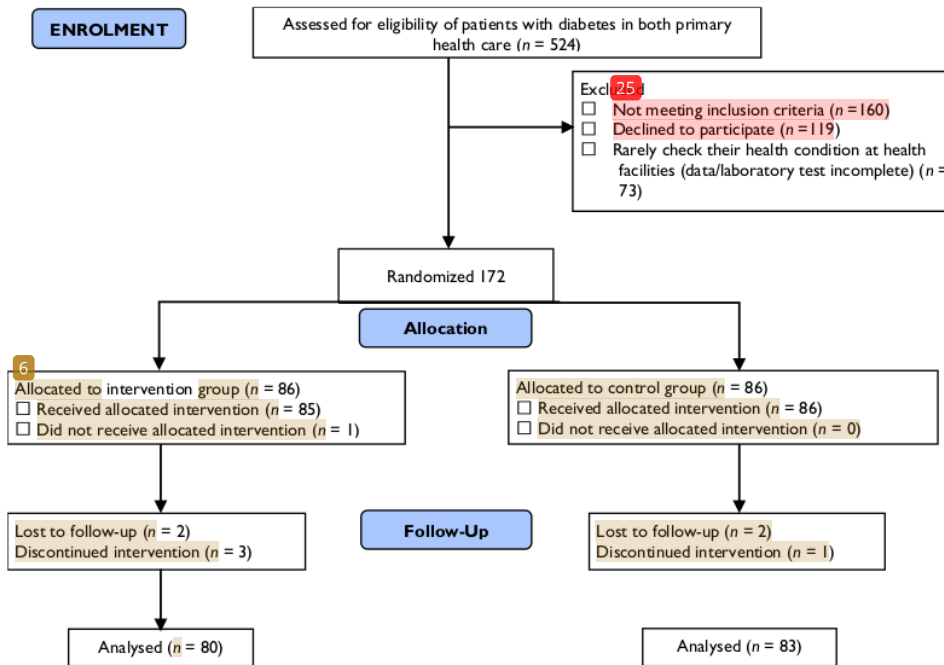 ENROLMENT
Assessed for eligibility of patients with diabetes in both primary
health care (n = 524)
25
Excluded
☐ Not meeting inclusion criteria (n =160)
☐ Declined to participate (n =119)
☐ Rarely check their health condition at health
facilities (data/laboratory test incomplete) (n =
73)
Randomized 172
Allocation
6
Allocated to intervention group (n = 86)
☐ Received allocated intervention (n = 85)
☐ Did not receive allocated intervention (n = 1)
Allocated to control group (n = 86)
☐ Received allocated intervention (n = 86)
☐ Did not receive allocated intervention (n = 0)
Lost to follow-up (n = 2)
Discontinued intervention (n = 3)
Follow-Up
Lost to follow-up (n = 2)
Discontinued intervention (n = 1)
Analysed (n = 80)
Analysed (n = 83)